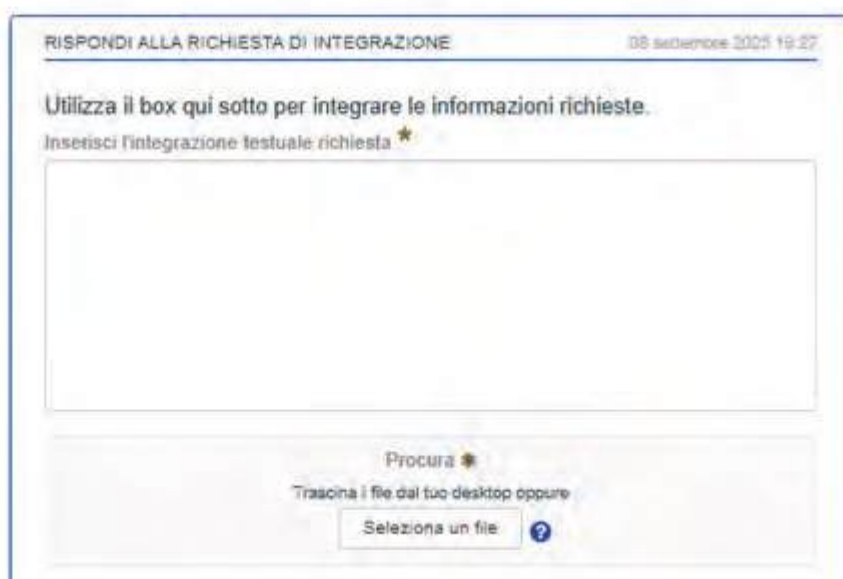 RISPONDI ALLA RICHIESTA DI INTEGRAZIONE 08 settembre 2025 19:27
Utilizza il box qui sotto per integrare le informazioni richieste.
Inserisci l'integrazione testuale richiesta *
Procura *
Trascina i file dal tuo desktop oppure
Seleziona un file ?